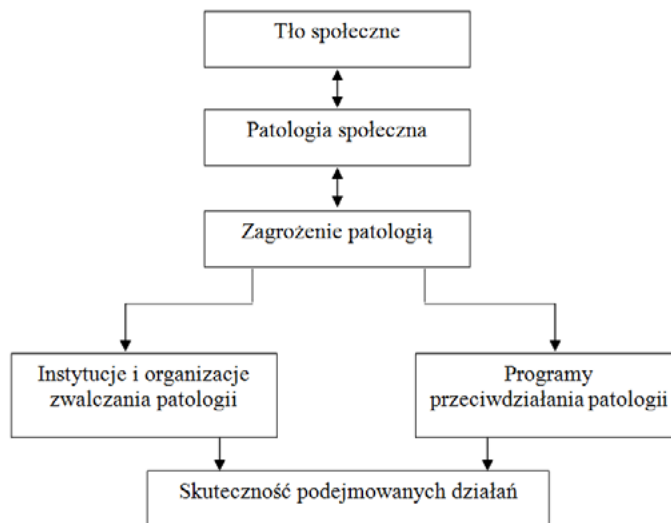 Tło społeczne
Patologia społeczna
Zagrożenie patologią
Instytucje i organizacje
zwalczania patologii
Programy
przeciwdziałania patologii
Skuteczność podejmowanych działań